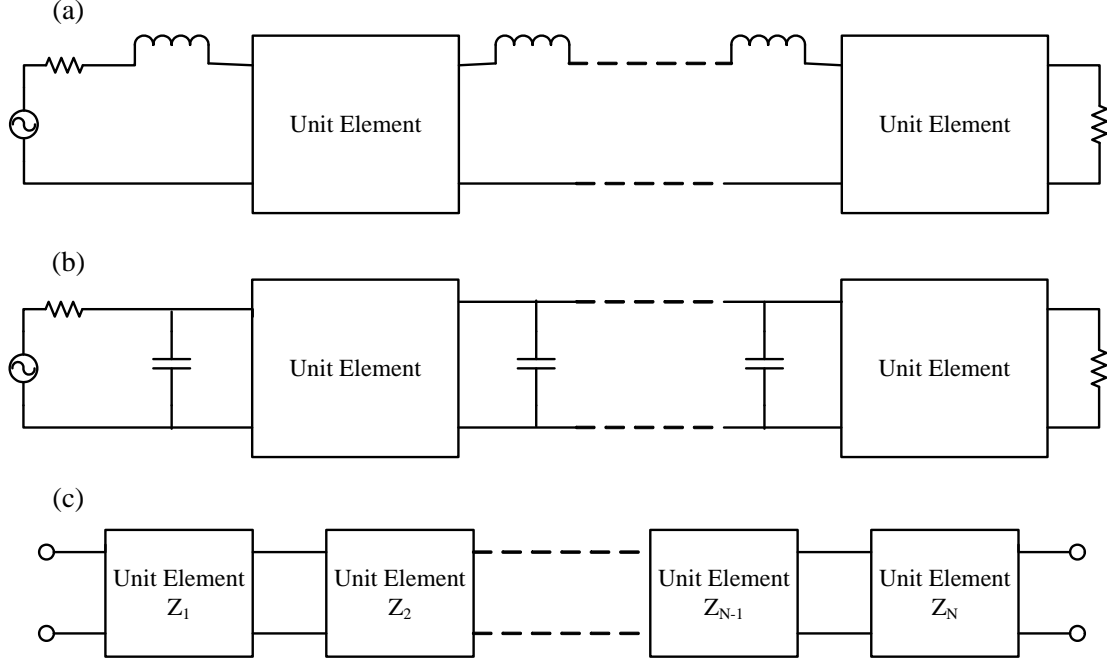 (a)
Unit Element
Unit Element
(b)
Unit Element
Unit Element
(c)
Unit Element
Z1
Unit Element
Z2
Unit Element
ZN-1
Unit Element
ZN